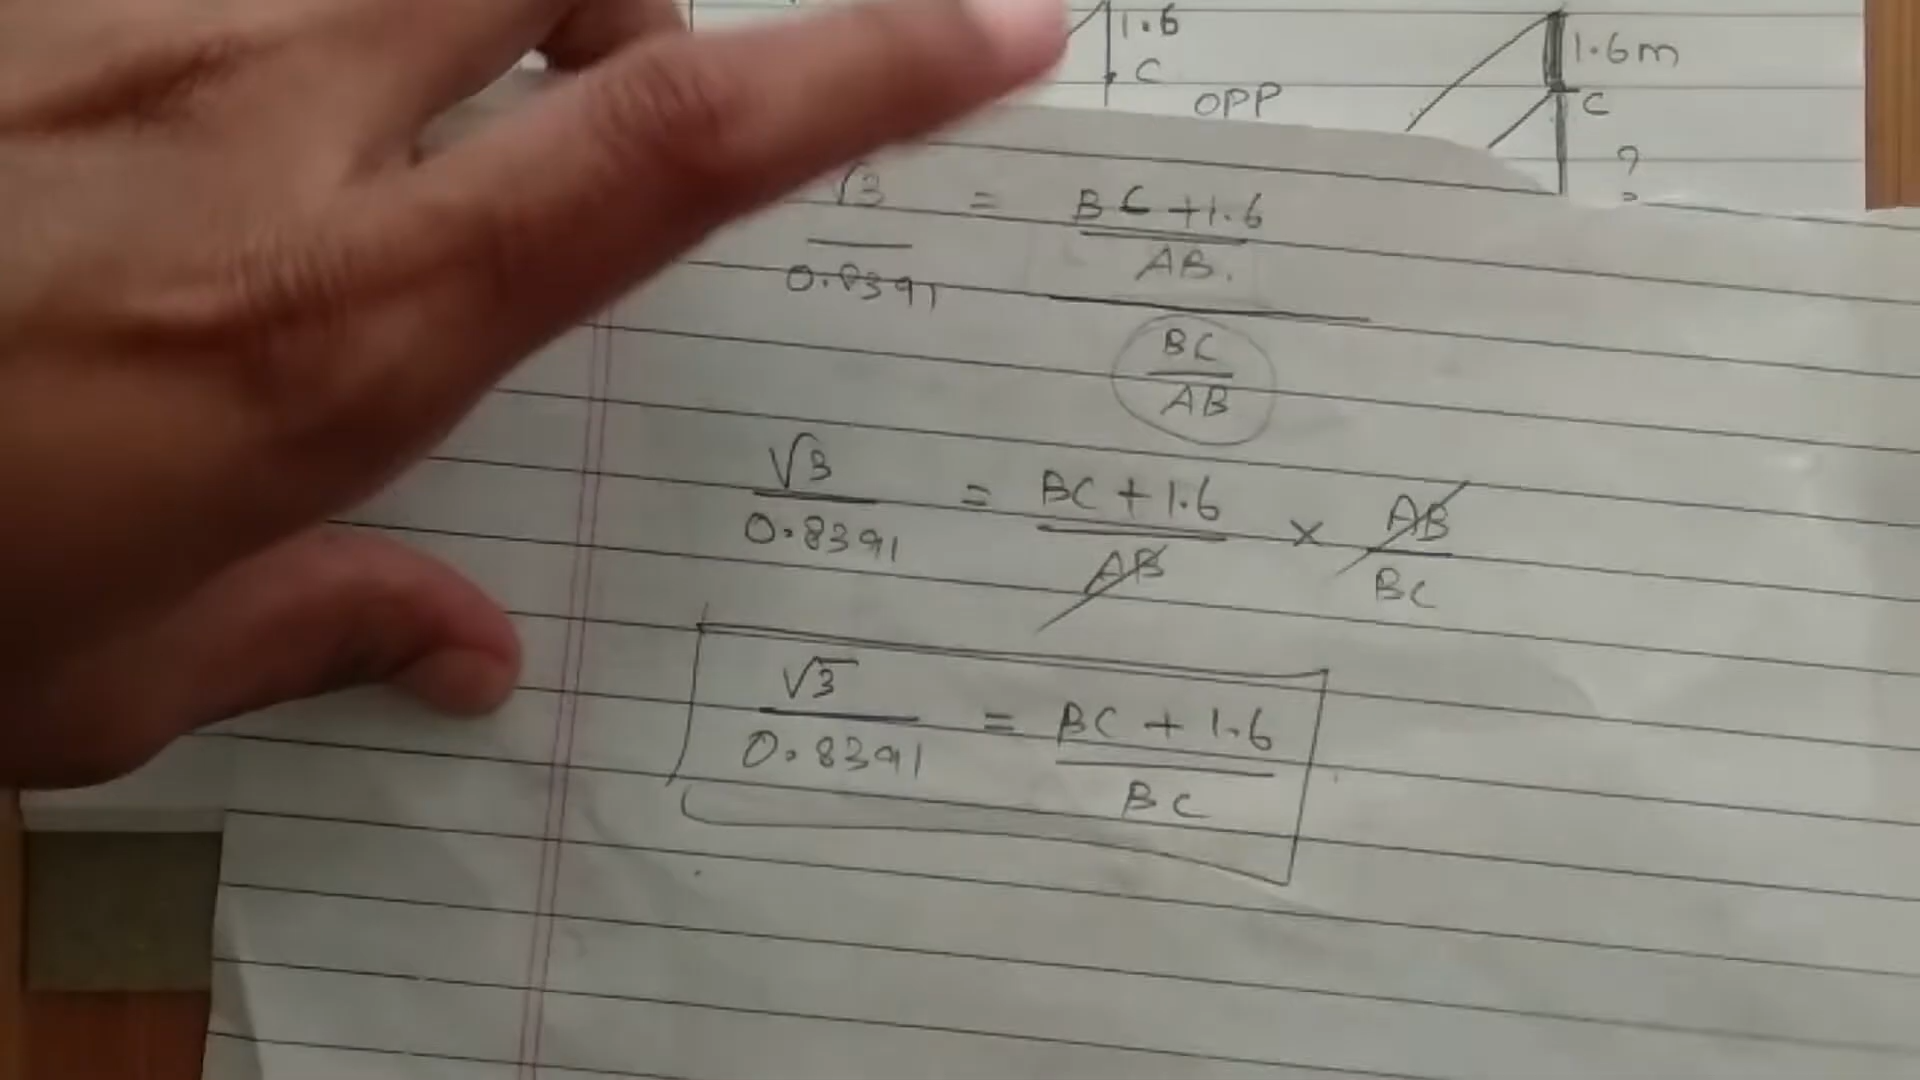 1.6
C
OPP
1.6m
C
?
√3 / 0.8391 = BC +1.6 / AB. / BC / AB
√3 / 0.8391 = BC + 1.6 / AB × AB / BC
√3 / 0.8391 = BC + 1.6 / BC